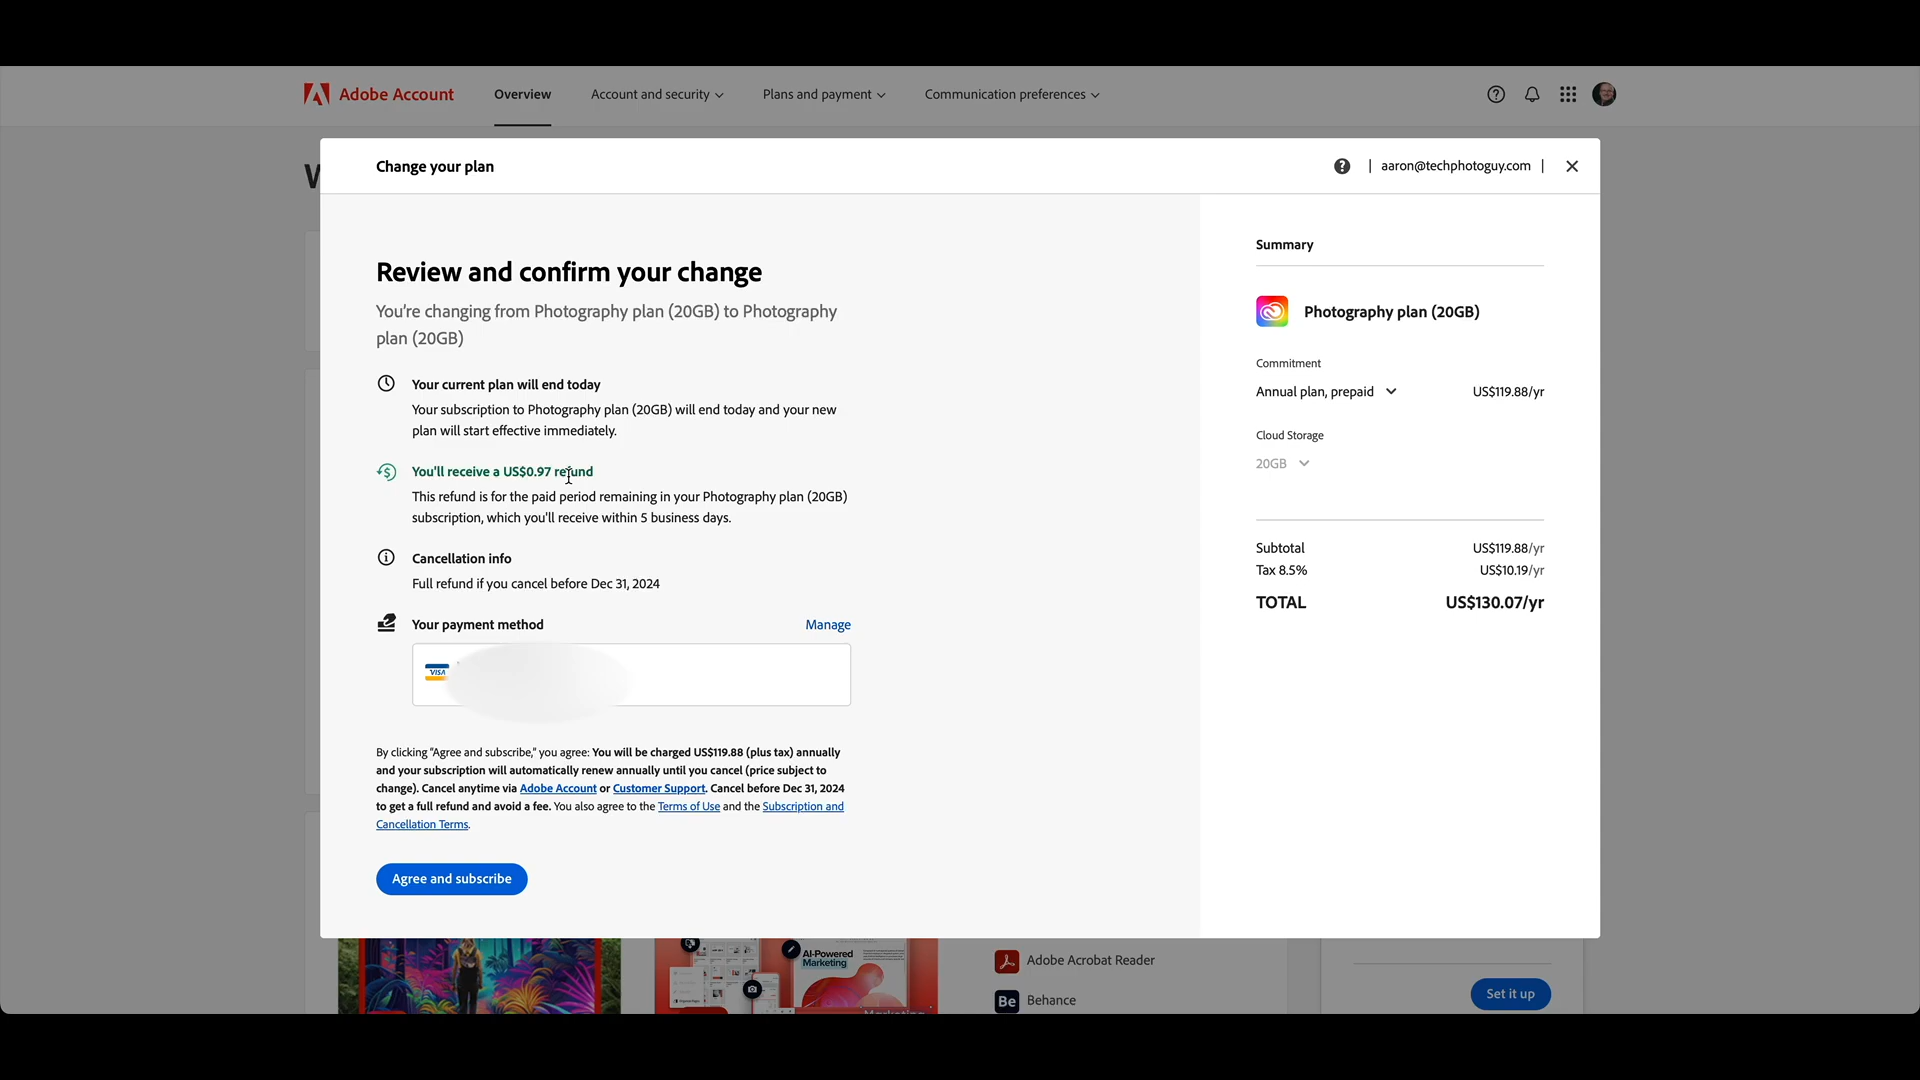 Adobe Account
Overview
Account and security
Plans and payment
Communication preferences
W
Change your plan
aaron@techphotoguy.com
Review and confirm your change
You're changing from Photography plan (20GB) to Photography
plan (20GB)
Your current plan will end today
Your subscription to Photography plan (20GB) will end today and your new
plan will start effective immediately.
You'll receive a US$0.97 refund
This refund is for the paid period remaining in your Photography plan (20GB)
subscription, which you'll receive within 5 business days.
Cancellation info
Full refund if you cancel before Dec 31, 2024
Your payment method
Manage
VISA
By clicking "Agree and subscribe," you agree: You will be charged US$119.88 (plus tax) annually
and your subscription will automatically renew annually until you cancel (price subject to
change). Cancel anytime via Adobe Account or Customer Support. Cancel before Dec 31, 2024
to get a full refund and avoid a fee. You also agree to the Terms of Use and the Subscription and
Cancellation Terms.
Agree and subscribe
Summary
Photography plan (20GB)
Commitment
Annual plan, prepaid US$119.88/yr
Cloud Storage
20GB
Subtotal US$119.88/yr
Tax 8.5% US$10.19/yr
TOTAL US$130.07/yr
AI-Powered
Marketing
Adobe Acrobat Reader
Be Behance
Set it up